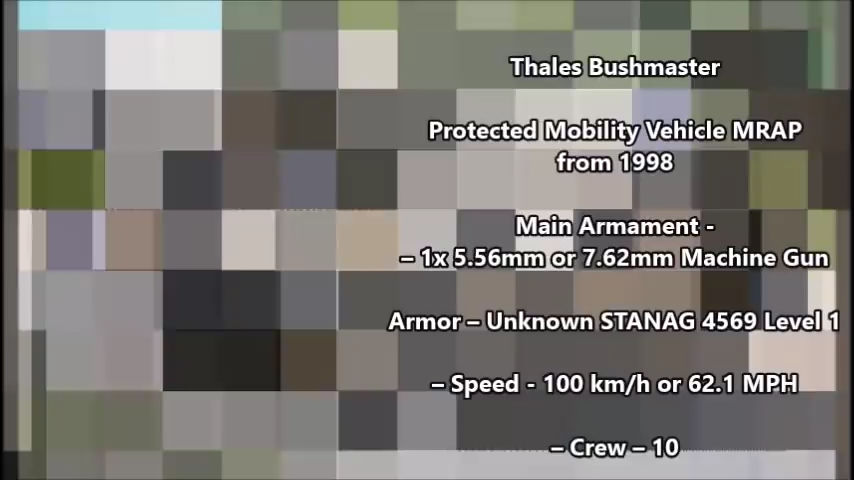 Thales Bushmaster
Protected Mobility Vehicle MRAP
from 1998
Main Armament -
– 1x 5.56mm or 7.62mm Machine Gun
Armor – Unknown STANAG 4569 Level 1
– Speed - 100 km/h or 62.1 MPH
– Crew – 10